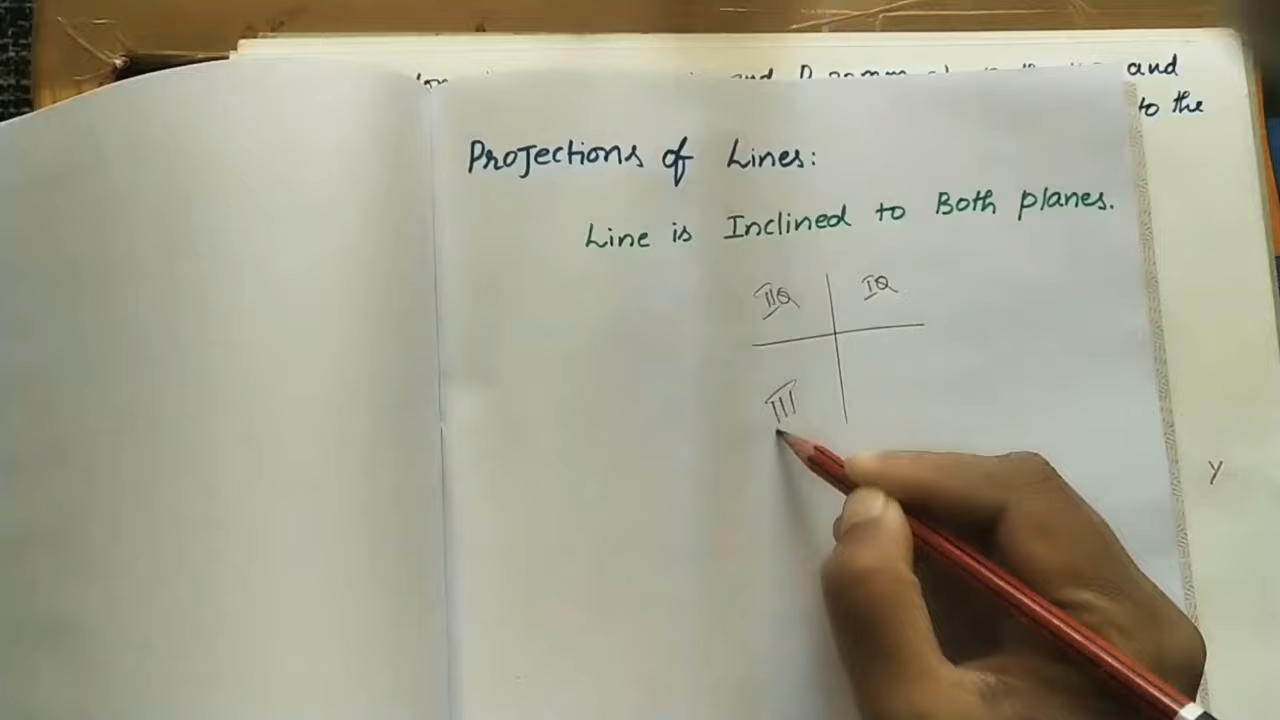 and
to the
Projections of Lines:
Line is Inclined to Both planes.
IIQ IQ
III
Y